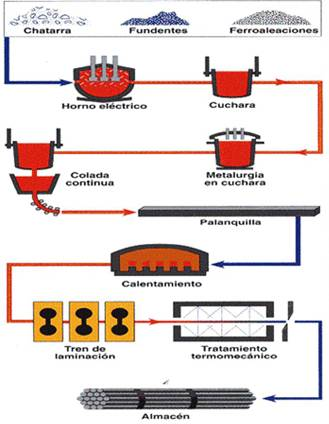 Chatarra
Fundentes
Ferroaleaciones
Horno eléctrico
Cuchara
Colada
continua
Metalurgia
en cuchara
Palanquilla
Calentamiento
Tren de
laminación
Tratamiento
termomecánico
Almacén